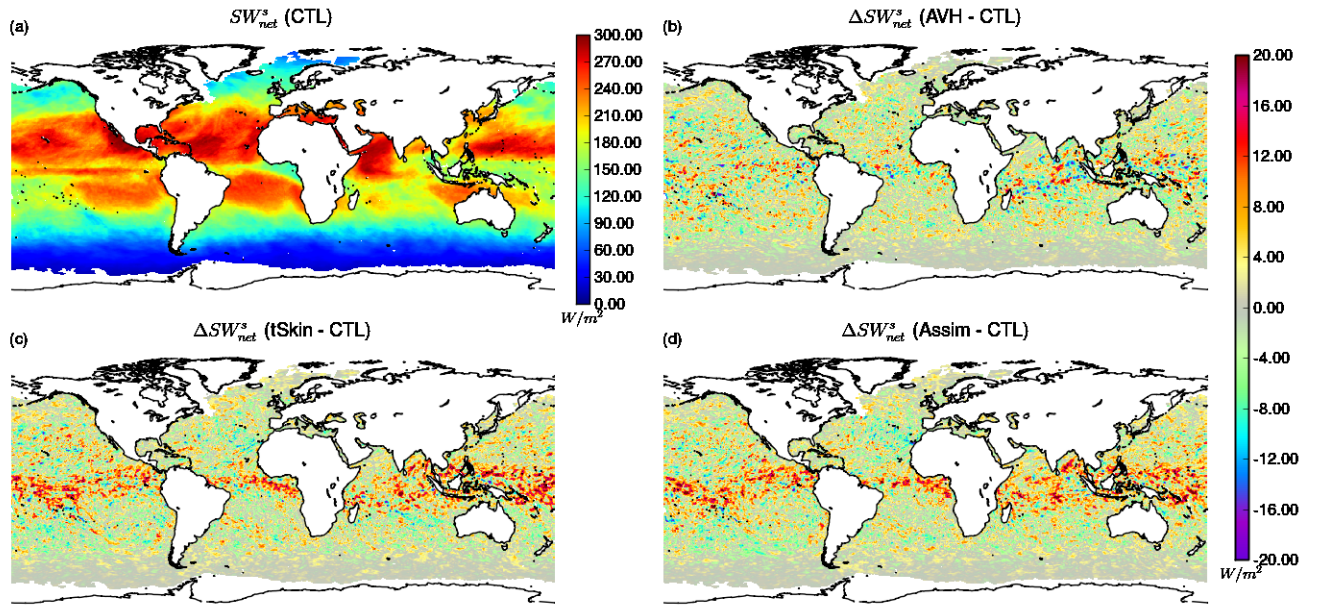 (a)
SW^s_net (CTL)
300.00
270.00
240.00
210.00
180.00
150.00
120.00
90.00
60.00
30.00
0.00
W/m²
(b)
ΔSW^s_net (AVH - CTL)
(c)
ΔSW^s_net (tSkin - CTL)
(d)
ΔSW^s_net (Assim - CTL)
20.00
16.00
12.00
8.00
4.00
0.00
-4.00
-8.00
-12.00
-16.00
-20.00
W/m²